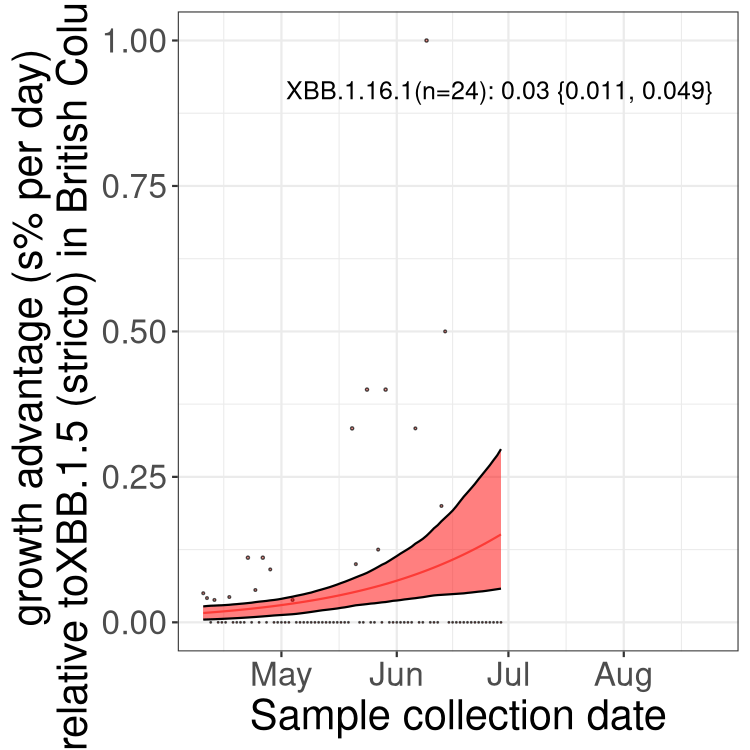 growth advantage (s% per day)
relative toXBB.1.5 (stricto) in British Colu
1.00
0.75
0.50
0.25
0.00
XBB.1.16.1(n=24): 0.03 {0.011, 0.049}
May Jun Jul Aug
Sample collection date